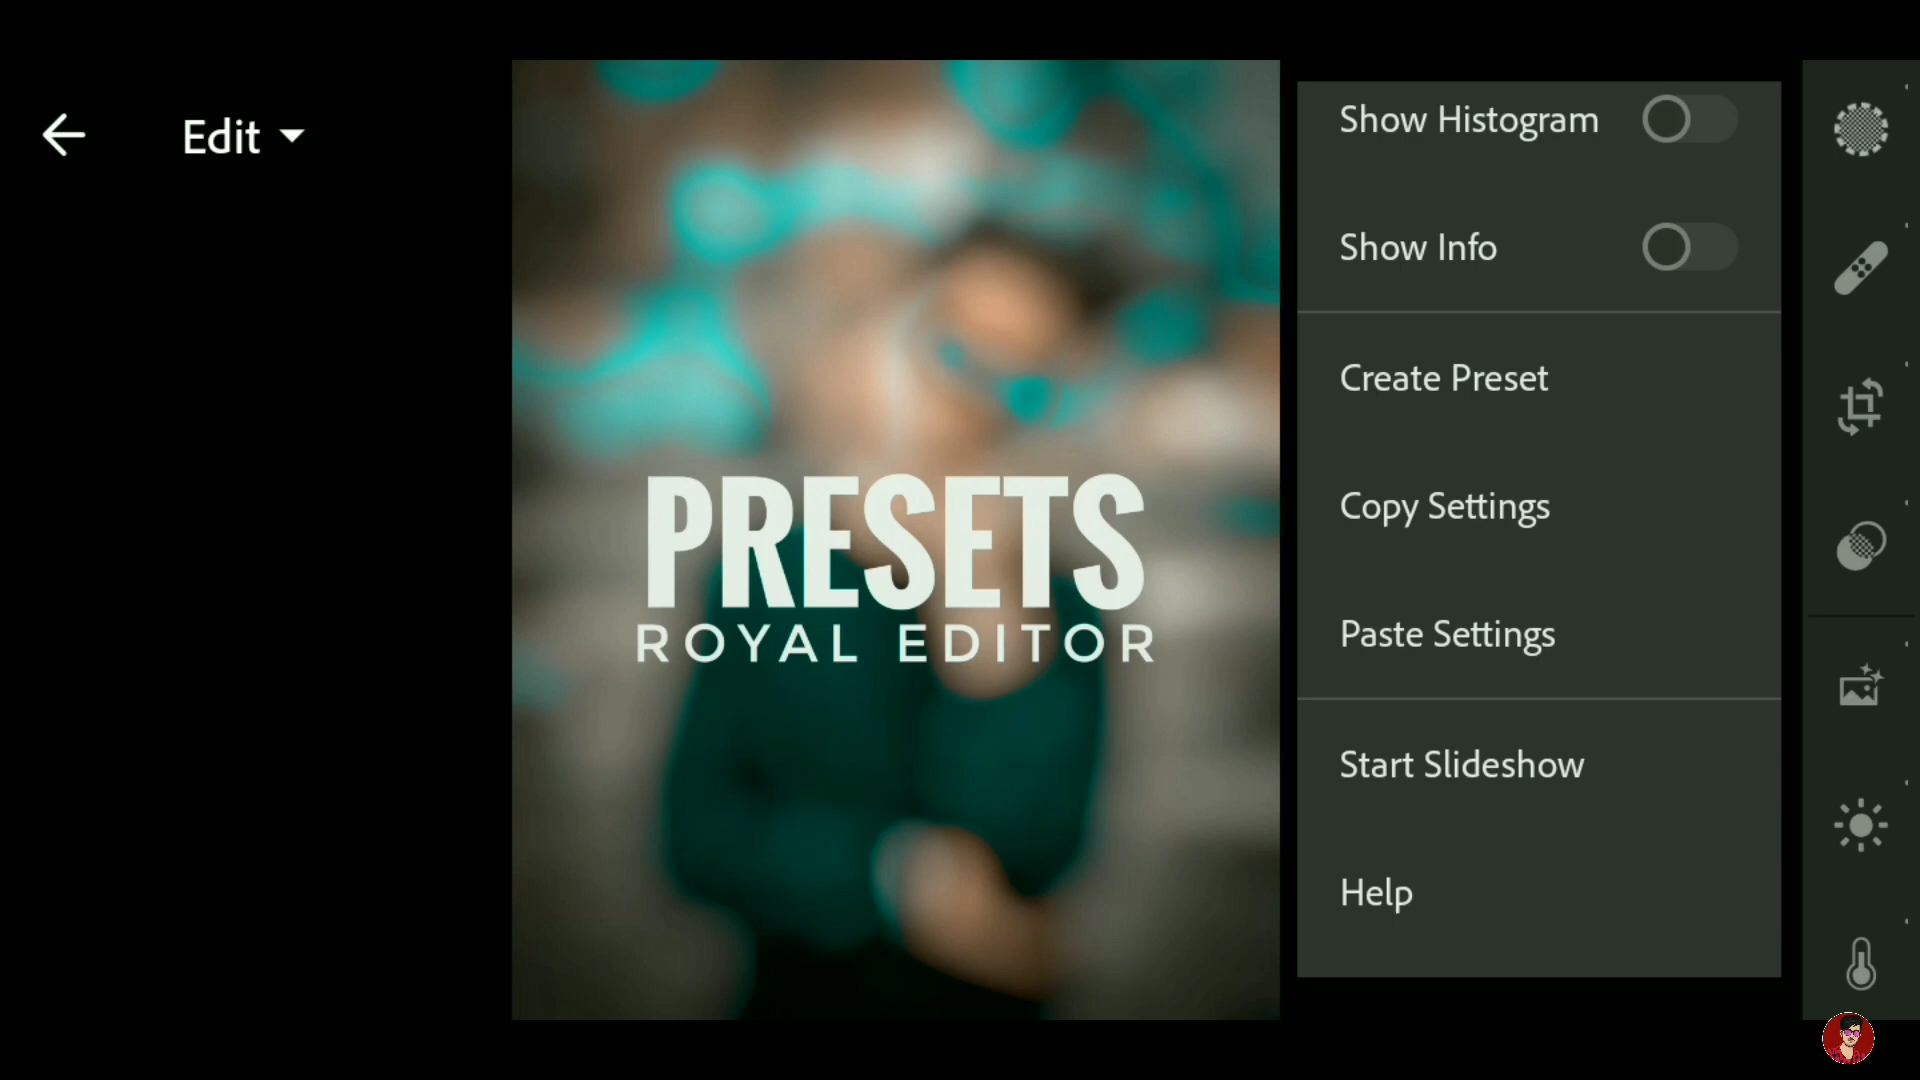 Edit
PRESETS
ROYAL EDITOR
Show Histogram
Show Info
Create Preset
Copy Settings
Paste Settings
Start Slideshow
Help